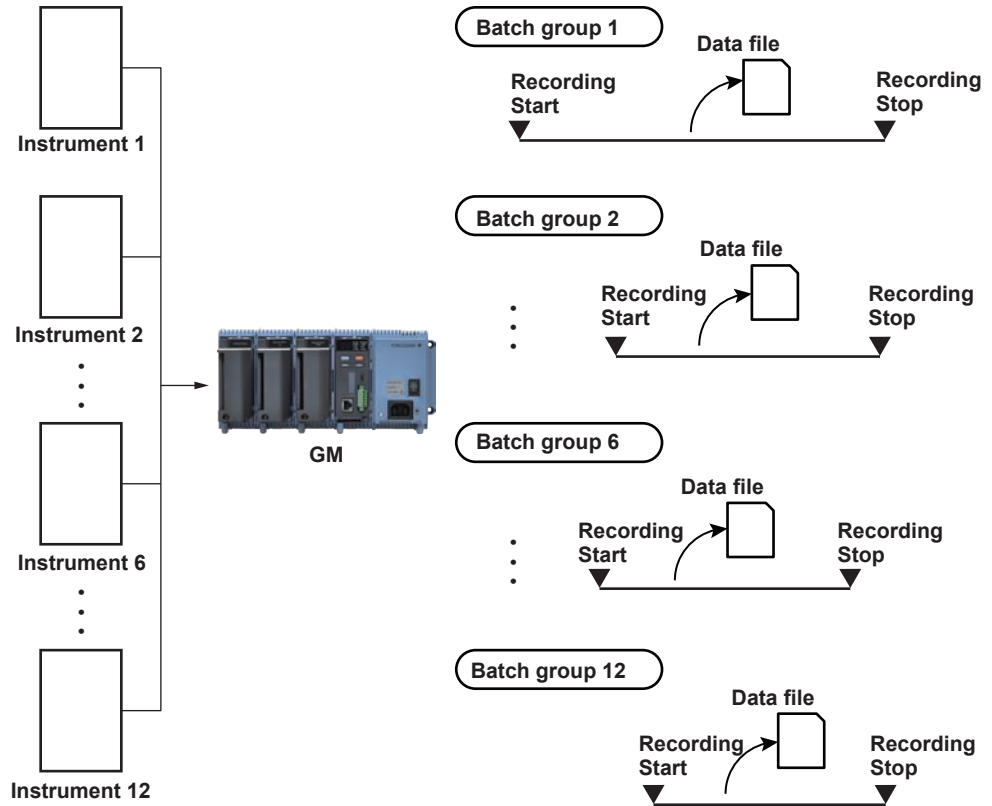 Instrument 1
Instrument 2
Instrument 6
Instrument 12
YOKOGAWA
GM
Batch group 1
Data file
Recording
Start
Recording
Stop
Batch group 2
Data file
Recording
Start
Recording
Stop
Batch group 6
Data file
Recording
Start
Recording
Stop
Batch group 12
Data file
Recording
Start
Recording
Stop